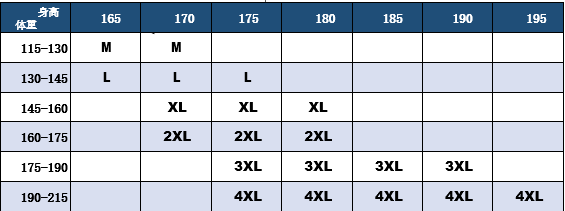 身高
体重 165 170 175 180 185 190 195
115-130 M M
130-145 L L L
145-160 XL XL XL
160-175 2XL 2XL 2XL
175-190 3XL 3XL 3XL 3XL
190-215 4XL 4XL 4XL 4XL 4XL